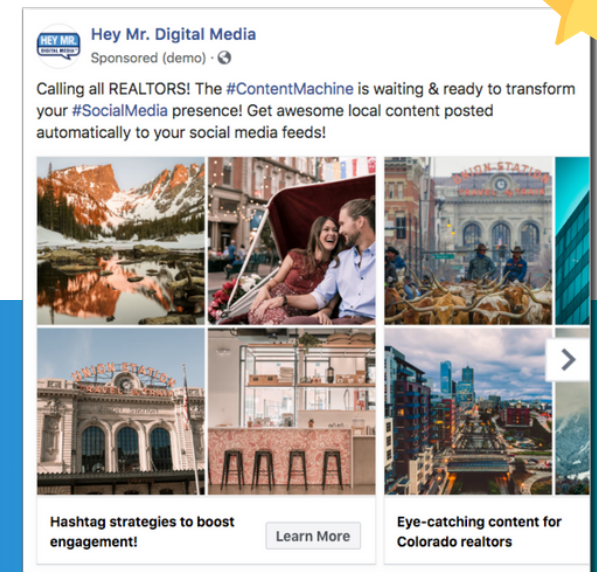 HEY MR.
DIGITAL MEDIA
Hey Mr. Digital Media
Sponsored (demo) ·
Calling all REALTORS! The #ContentMachine is waiting & ready to transform
your #SocialMedia presence! Get awesome local content posted
automatically to your social media feeds!
UNION STATION
UNION STATION
Hashtag strategies to boost
engagement!
Learn More
Eye-catching content for
Colorado realtors